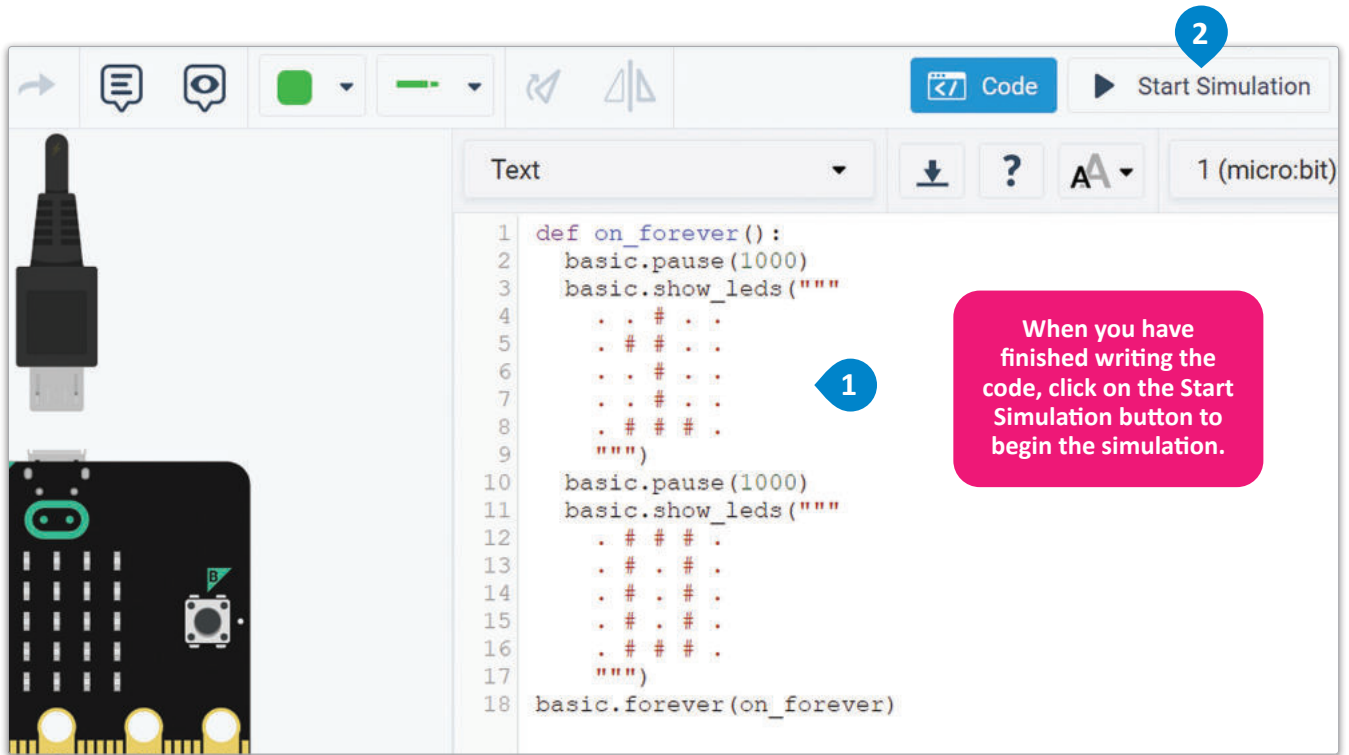 2
Code
Start Simulation
Text
?
AA
1 (micro:bit)
1 def on_forever():
2   basic.pause(1000)
3   basic.show_leds("""
4     . . # . .
5     . # # . .
6     . . # . .
7     . . # . .
8     . # # # .
9     """)
10   basic.pause(1000)
11   basic.show_leds("""
12     . # # # .
13     . # . # .
14     . # . # .
15     . # . # .
16     . # # # .
17     """)
18 basic.forever(on_forever)
1
When you have
finished writing the
code, click on the Start
Simulation button to
begin the simulation.
B